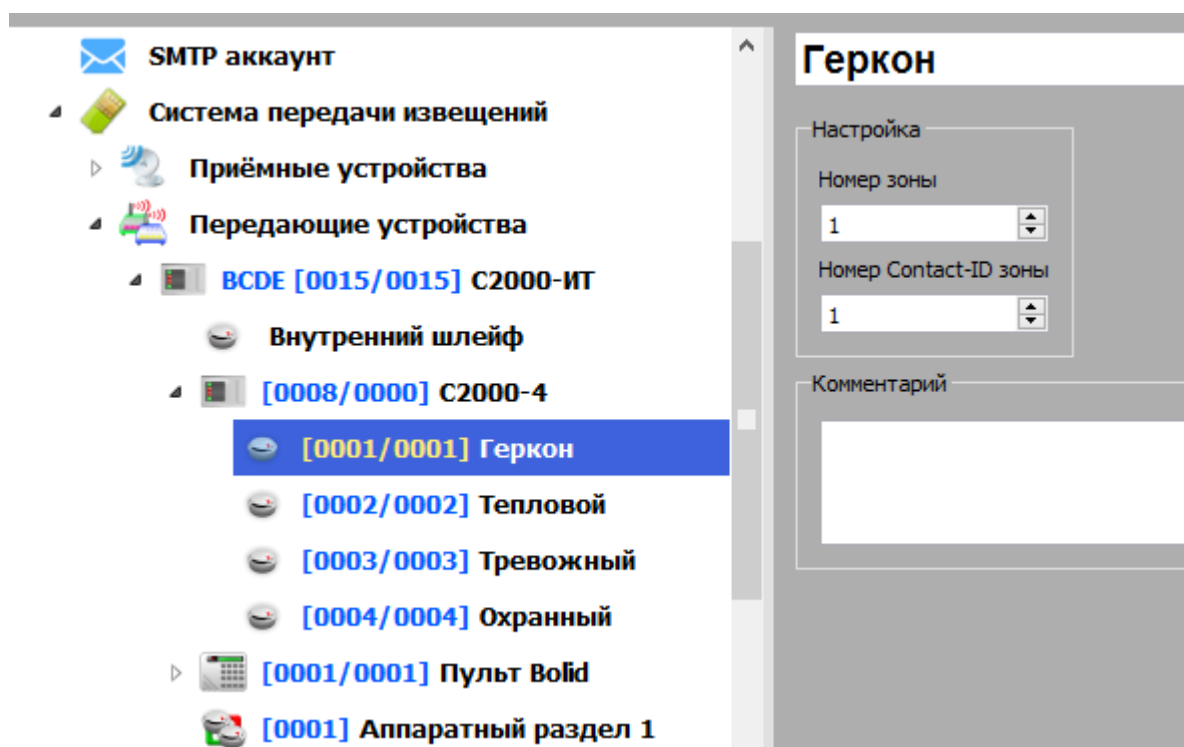 SMTP аккаунт
Система передачи извещений
Приёмные устройства
Передающие устройства
BCDE [0015/0015] С2000-ИТ
Внутренний шлейф
[0008/0000] С2000-4
[0001/0001] Геркон
[0002/0002] Тепловой
[0003/0003] Тревожный
[0004/0004] Охранный
[0001/0001] Пульт Bolid
[0001] Аппаратный раздел 1
Геркон
Настройка
Номер зоны
1
Номер Contact-ID зоны
1
Комментарий